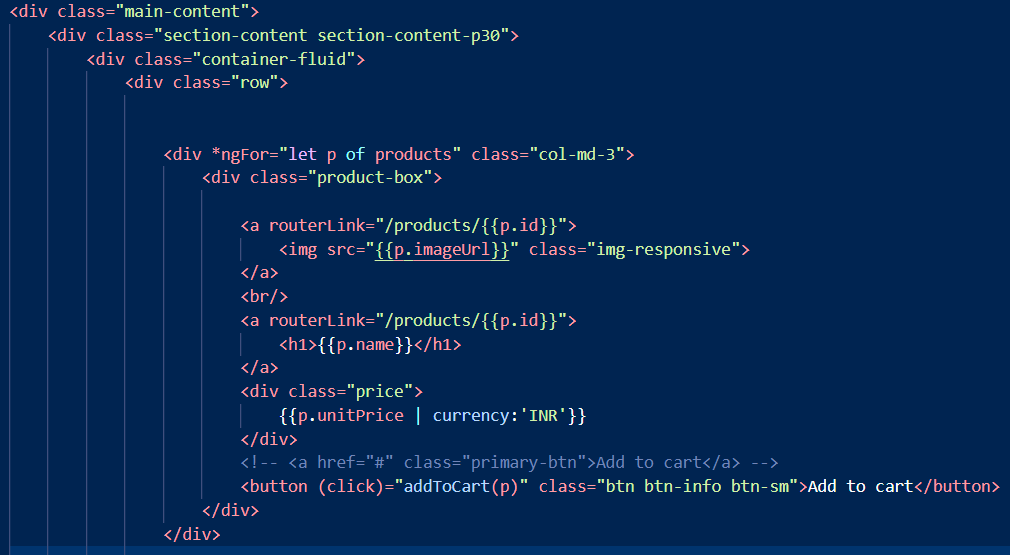 <div class="main-content">
<div class="section-content section-content-p30">
<div class="container-fluid">
<div class="row">
<div *ngFor="let p of products" class="col-md-3">
<div class="product-box">
<a routerLink="/products/{{p.id}}">
<img src="{{p.imageUrl}}" class="img-responsive">
</a>
<br/>
<a routerLink="/products/{{p.id}}">
<h1>{{p.name}}</h1>
</a>
<div class="price">
{{p.unitPrice | currency:'INR'}}
</div>
<!-- <a href="#" class="primary-btn">Add to cart</a> -->
<button (click)="addToCart(p)" class="btn btn-info btn-sm">Add to cart</button>
</div>
</div>